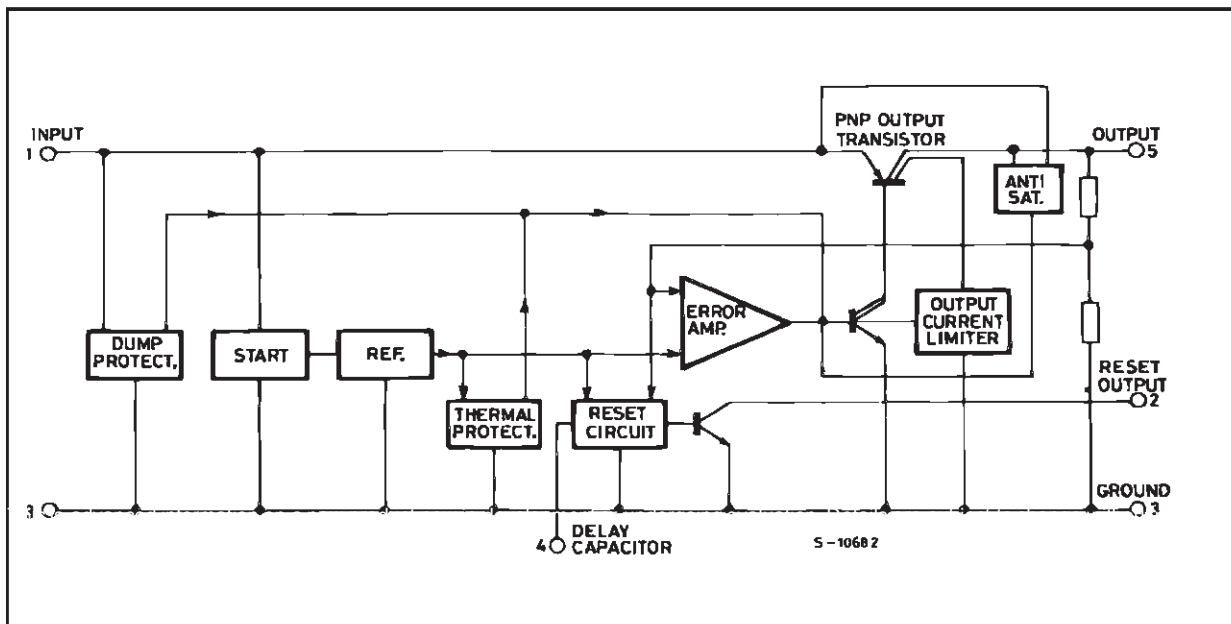 PNP OUTPUT
TRANSISTOR
INPUT
1
OUTPUT
5
ANTI
SAT.
ERROR
AMP.
OUTPUT
CURRENT
LIMITER
DUMP
PROTECT.
START
REF.
THERMAL
PROTECT.
RESET
CIRCUIT
RESET
OUTPUT
2
3
GROUND
3
4
DELAY
CAPACITOR
S-10682